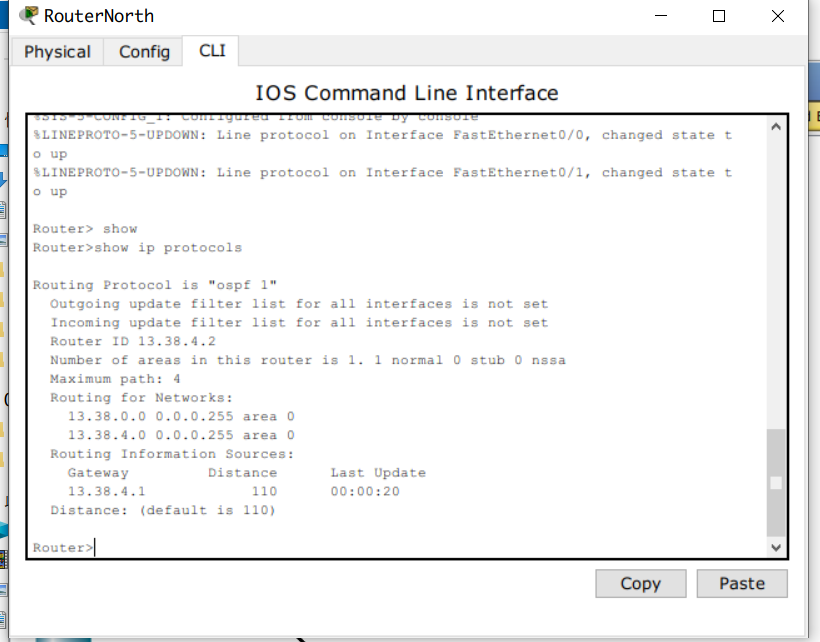 RouterNorth
Physical Config CLI
IOS Command Line Interface
%SYS-5-CONFIG_I: Configured from console by console
%LINEPROTO-5-UPDOWN: Line protocol on Interface FastEthernet0/0, changed state t
o up
%LINEPROTO-5-UPDOWN: Line protocol on Interface FastEthernet0/1, changed state t
o up
Router> show
Router>show ip protocols
Routing Protocol is "ospf 1"
Outgoing update filter list for all interfaces is not set
Incoming update filter list for all interfaces is not set
Router ID 13.38.4.2
Number of areas in this router is 1. 1 normal 0 stub 0 nssa
Maximum path: 4
Routing for Networks:
13.38.0.0 0.0.0.255 area 0
13.38.4.0 0.0.0.255 area 0
Routing Information Sources:
Gateway Distance Last Update
13.38.4.1 110 00:00:20
Distance: (default is 110)
Router>
Copy Paste